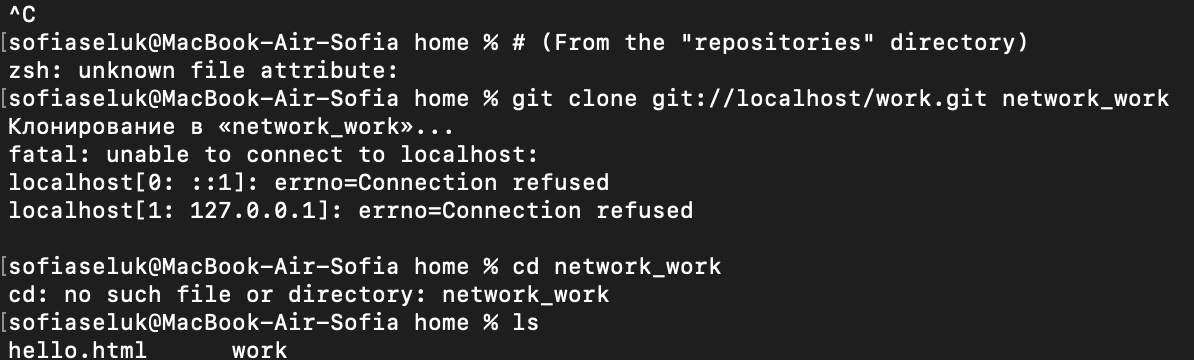 ^C
[sofiaseluk@MacBook-Air-Sofia home % # (From the "repositories" directory)
zsh: unknown file attribute:
[sofiaseluk@MacBook-Air-Sofia home % git clone git://localhost/work.git network_work
Клонирование в «network_work»...
fatal: unable to connect to localhost:
localhost[0: ::1]: errno=Connection refused
localhost[1: 127.0.0.1]: errno=Connection refused
[sofiaseluk@MacBook-Air-Sofia home % cd network_work
cd: no such file or directory: network_work
[sofiaseluk@MacBook-Air-Sofia home % ls
hello.html work